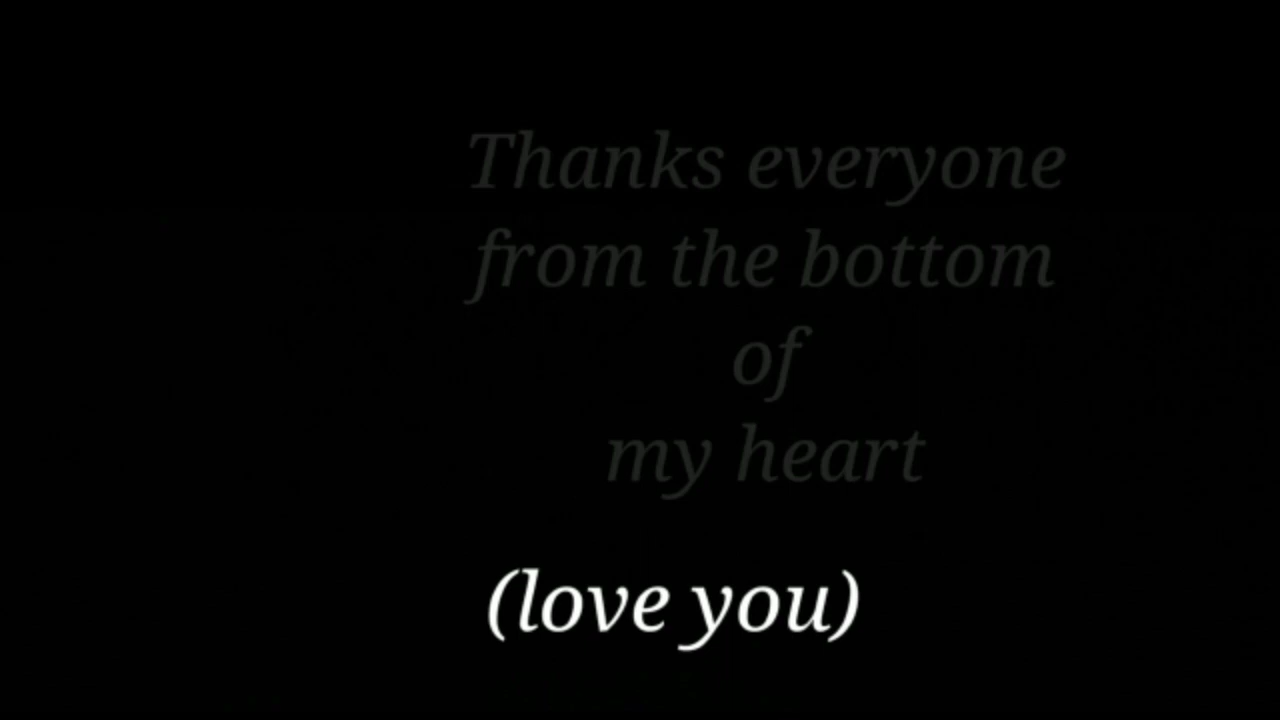 Thanks everyone
from the bottom
of
my heart
(love you)